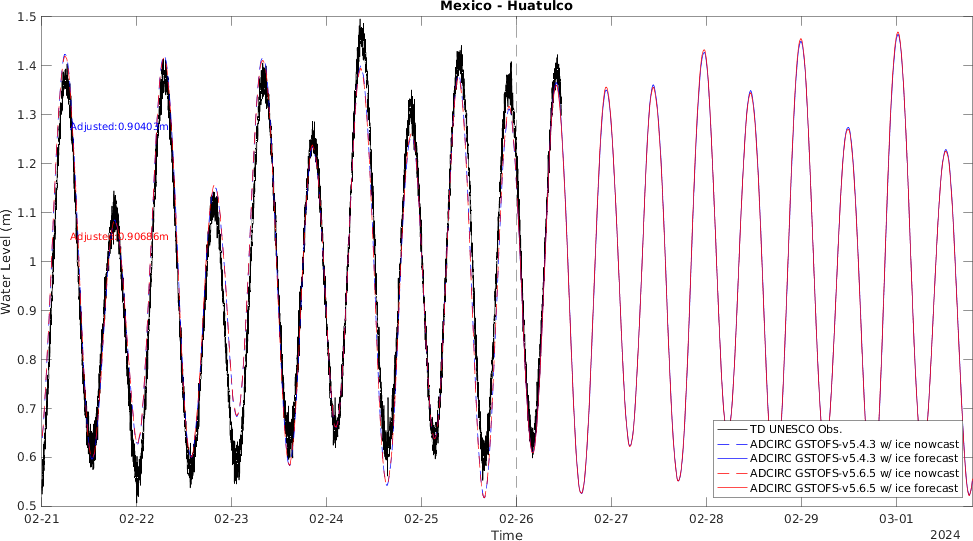 Mexico - Huatulco
1.5
1.4
1.3
1.2
1.1
1
0.9
0.8
0.7
0.6
0.5
Water Level (m)
Adjusted:0.90403m
Adjusted:0.90686m
TD UNESCO Obs.
ADCIRC GSTOFS-v5.4.3 w/ ice nowcast
ADCIRC GSTOFS-v5.4.3 w/ ice forecast
ADCIRC GSTOFS-v5.6.5 w/ ice nowcast
ADCIRC GSTOFS-v5.6.5 w/ ice forecast
02-21 02-22 02-23 02-24 02-25 02-26 02-27 02-28 02-29 03-01
Time
2024